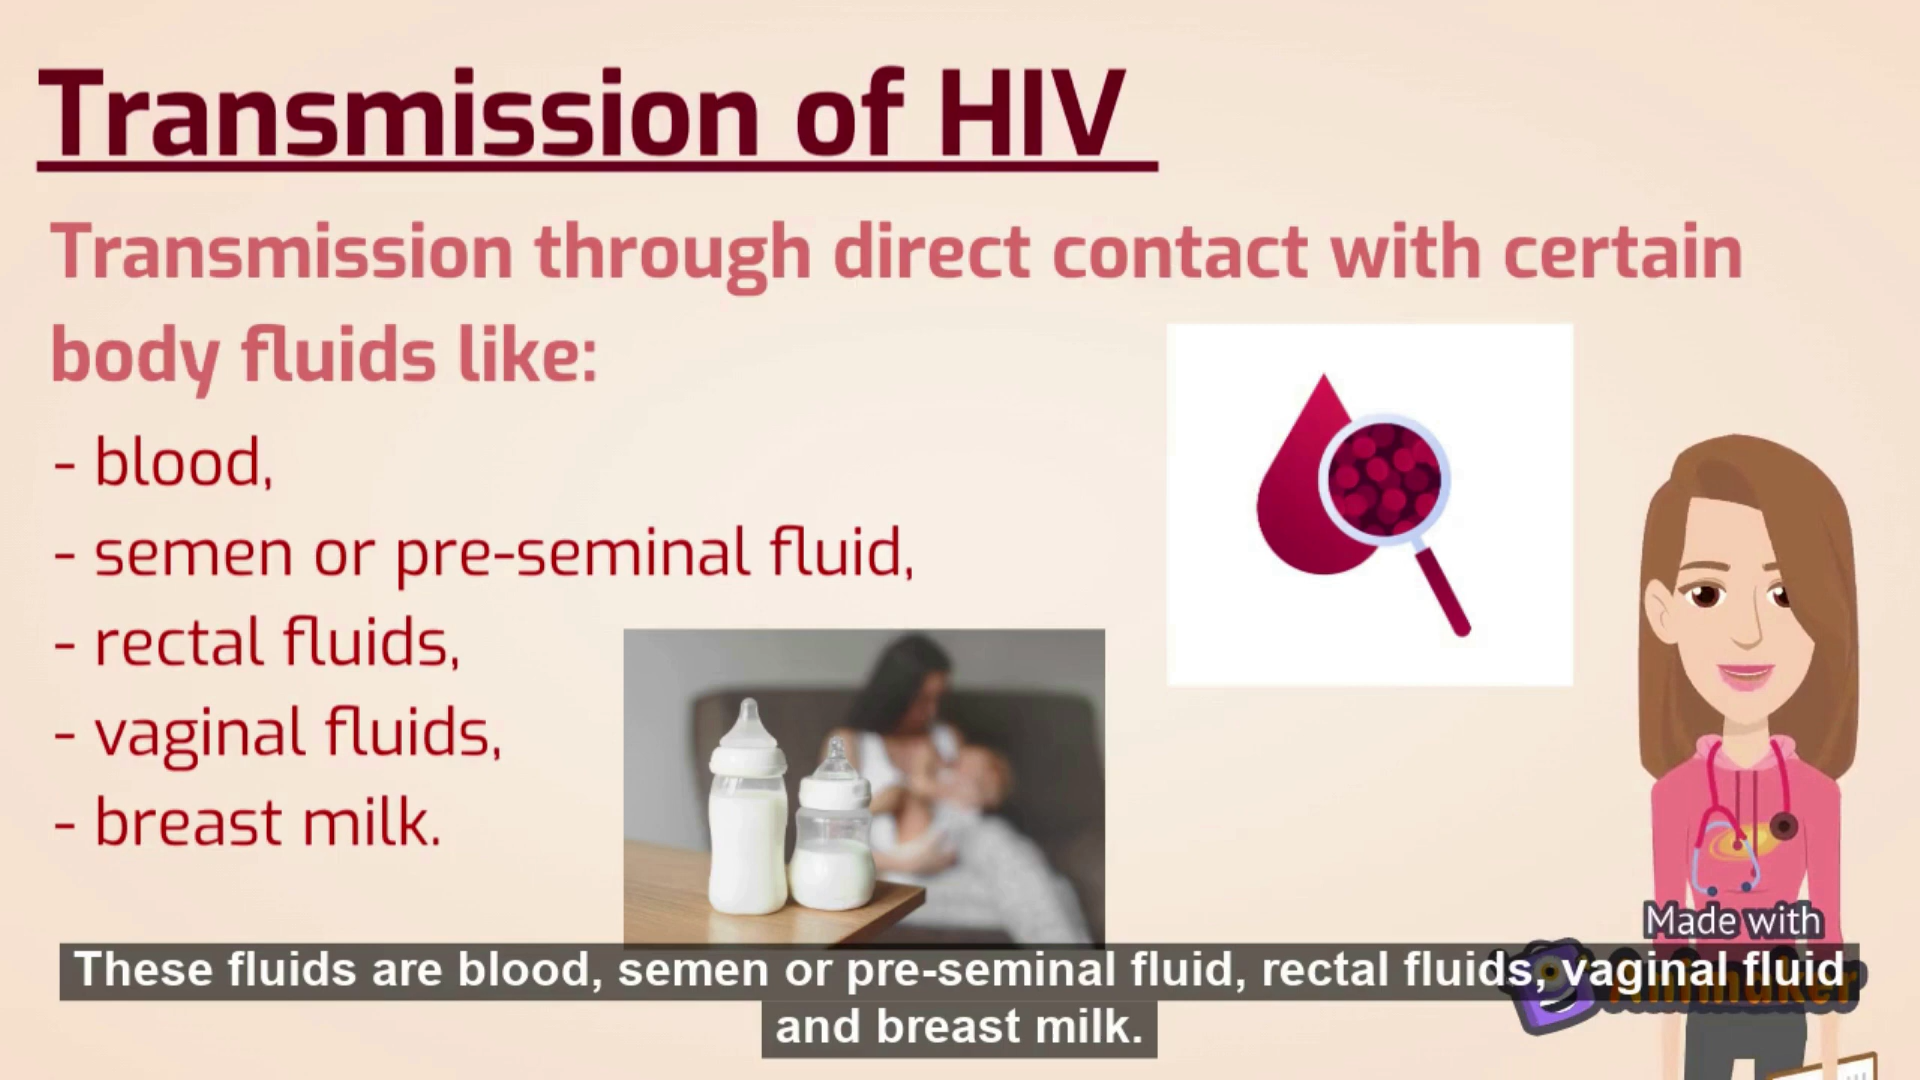 Transmission of HIV
Transmission through direct contact with certain
body fluids like:
- blood,
- semen or pre-seminal fluid,
- rectal fluids,
- vaginal fluids,
- breast milk.
Made with
These fluids are blood, semen or pre-seminal fluid, rectal fluids, vaginal fluid
and breast milk.